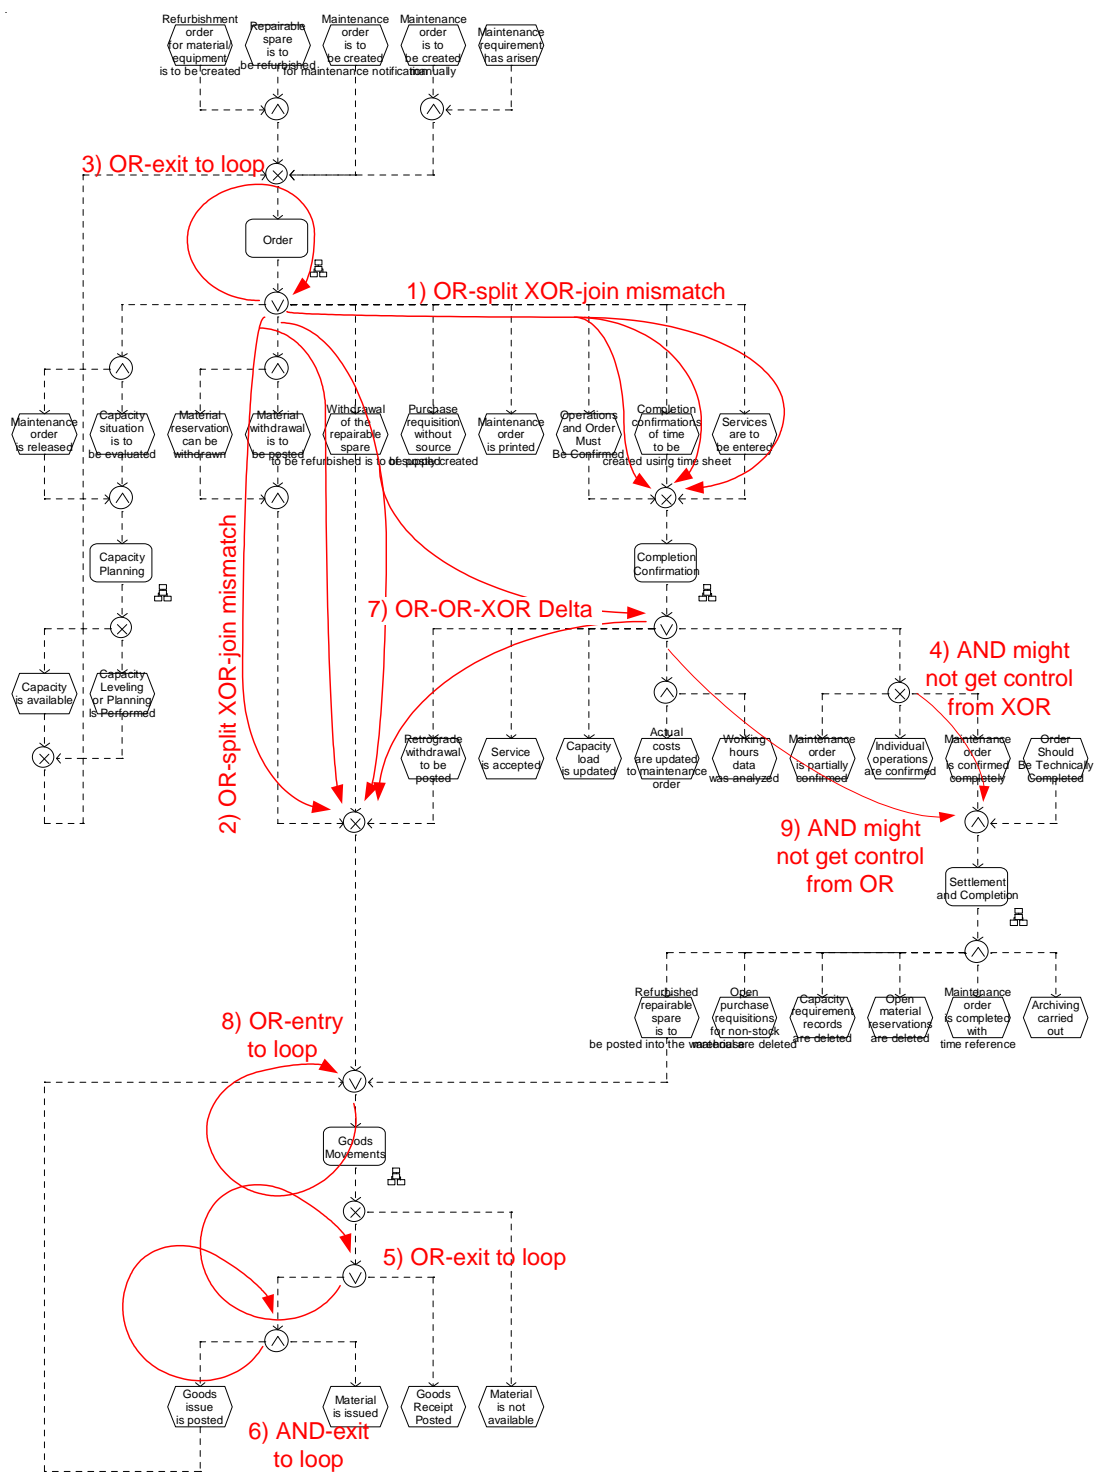 Refurbishment
order
for material/
equipment
is to be created
Repairable
spare
is to
be refurbished
Maintenance
order
is to
be created
for maintenance notification
Maintenance
order
is to
be created
manually
Maintenance
requirement
has arisen
3) OR-exit to loop
Order
1) OR-split XOR-join mismatch
Maintenance
order
is released
Capacity
situation
is to
be evaluated
Material
reservation
can be
withdrawn
Material
withdrawal
is to
be posted
Withdrawal
of the
repairable
spare
to be refurbished is to be posted
Purchase
requisition
without
source
of supply created
Maintenance
order
is printed
Operations
and Order
Must
Be Confirmed
Completion
confirmations
of time
to be
created using time sheet
Services
are to
be entered
2) OR-split XOR-join mismatch
Capacity
Planning
Completion
Confirmation
7) OR-OR-XOR Delta
4) AND might
not get control
from XOR
Capacity
is available
Capacity
Leveling
or Planning
Is Performed
Retrograde
withdrawal
to be
posted
Service
is accepted
Capacity
load
is updated
Actual
costs
are updated
to maintenance
order
Working
hours
data
was analyzed
Maintenance
order
is partially
confirmed
Individual
operations
are confirmed
Maintenance
order
is confirmed
completely
Order
Should
Be Technically
Completed
9) AND might
not get control
from OR
Settlement
and Completion
Refurbished
repairable
spare
is to
be posted into the warehouse
Open
purchase
requisitions
for non-stock
material are deleted
Capacity
requirement
records
are deleted
Open
material
reservations
are deleted
Maintenance
order
is completed
with
time reference
Archiving
carried
out
8) OR-entry
to loop
Goods
Movements
5) OR-exit to loop
Goods
issue
is posted
Material
is issued
Goods
Receipt
Posted
Material
is not
available
6) AND-exit
to loop